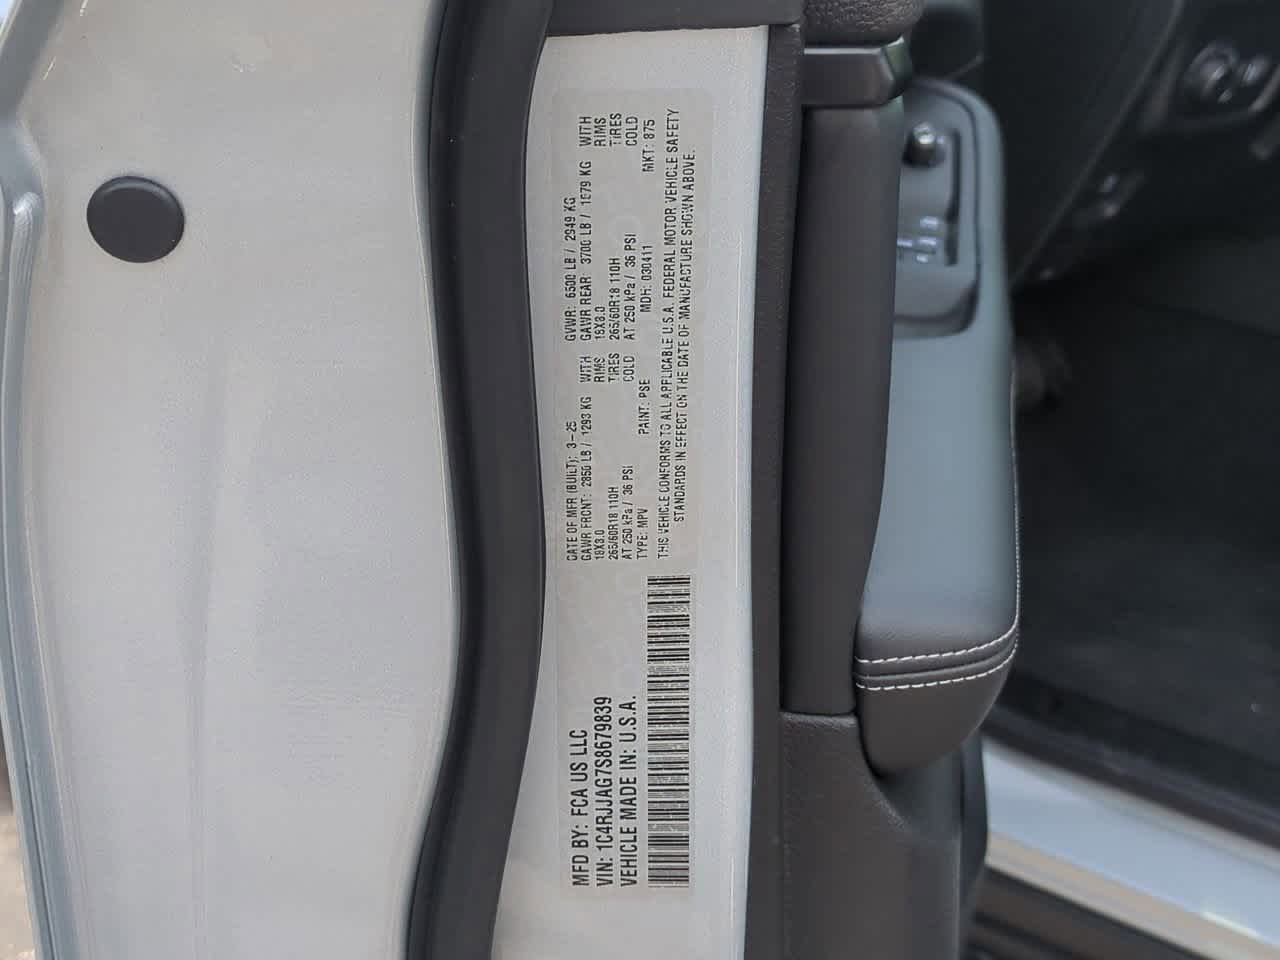 MFD BY: FCA US LLC
VIN: 1C4RJJAG7S8679839
VEHICLE MADE IN: U.S.A.
DATE OF MFR (BUILT): 3-25 GVWR: 6500 LB / 2949 KG
GAWR FRONT: 2850 LB / 1293 KG WITH GAWR REAR 3700 LB / 1679 KG WITH
18X8.0 RIMS 18X8.0 RIMS
265/60R18 110H TIRES 265/60R18 110H TIRES
AT 250 kPa / 36 PSI COLD AT 250 kPa / 36 PSI COLD
TYPE: MPV PAINT: PSE MDH: 030411 MKT: 875
THIS VEHICLE CONFORMS TO ALL APPLICABLE U.S.A. FEDERAL MOTOR VEHICLE SAFETY
STANDARDS IN EFFECT ON THE DATE OF MANUFACTURE SHOWN ABOVE.